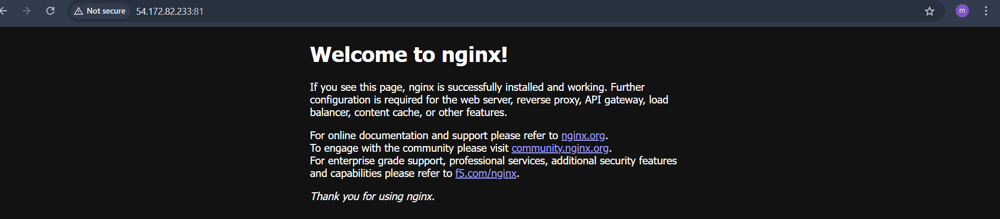 Not secure 54.172.82.233:81 m
Welcome to nginx!
If you see this page, nginx is successfully installed and working. Further
configuration is required for the web server, reverse proxy, API gateway, load
balancer, content cache, or other features.
For online documentation and support please refer to nginx.org.
To engage with the community please visit community.nginx.org.
For enterprise grade support, professional services, additional security features
and capabilities please refer to f5.com/nginx.
Thank you for using nginx.